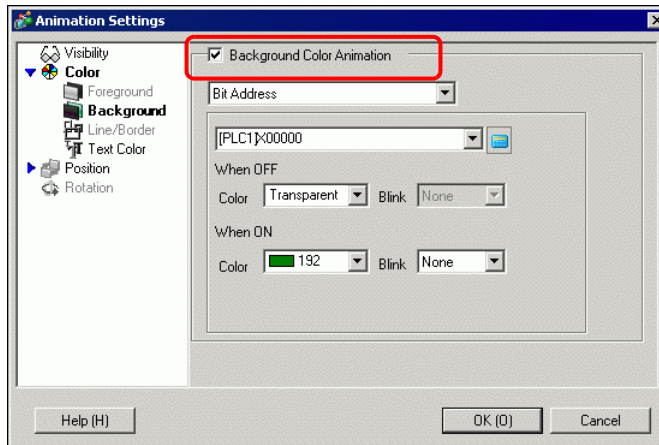 Animation Settings
Visibility
Color
Foreground
Background
Line/Border
Text Color
Position
Rotation
Background Color Animation
Bit Address
[PLC1]X00000
When OFF
Color Transparent Blink None
When ON
Color 192 Blink None
Help (H) OK (O) Cancel